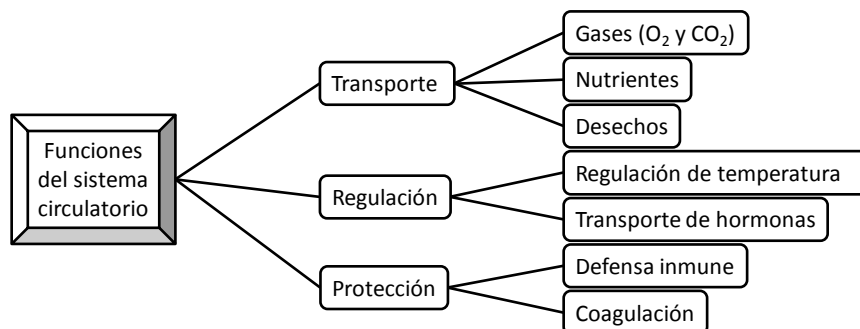 Funciones
del sistema
circulatorio
Transporte
Gases (O₂ y CO₂)
Nutrientes
Desechos
Regulación
Regulación de temperatura
Transporte de hormonas
Protección
Defensa inmune
Coagulación